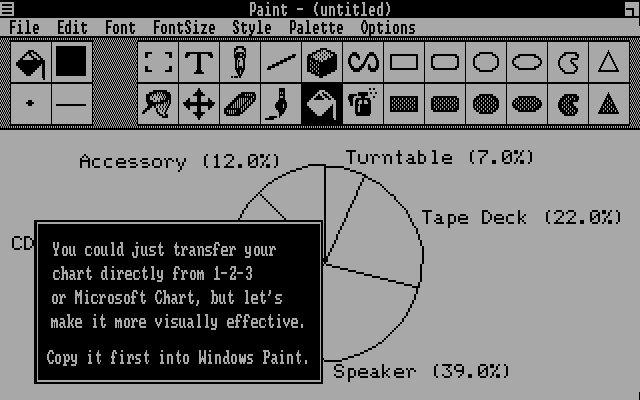 Paint - (untitled)
File Edit Font FontSize Style Palette Options
T
Accessory (12.0%)
Turntable (7.0%)
Tape Deck (22.0%)
CD
You could just transfer your
chart directly from 1-2-3
or Microsoft Chart, but let's
make it more visually effective.
Copy it first into Windows Paint.
Speaker (39.0%)